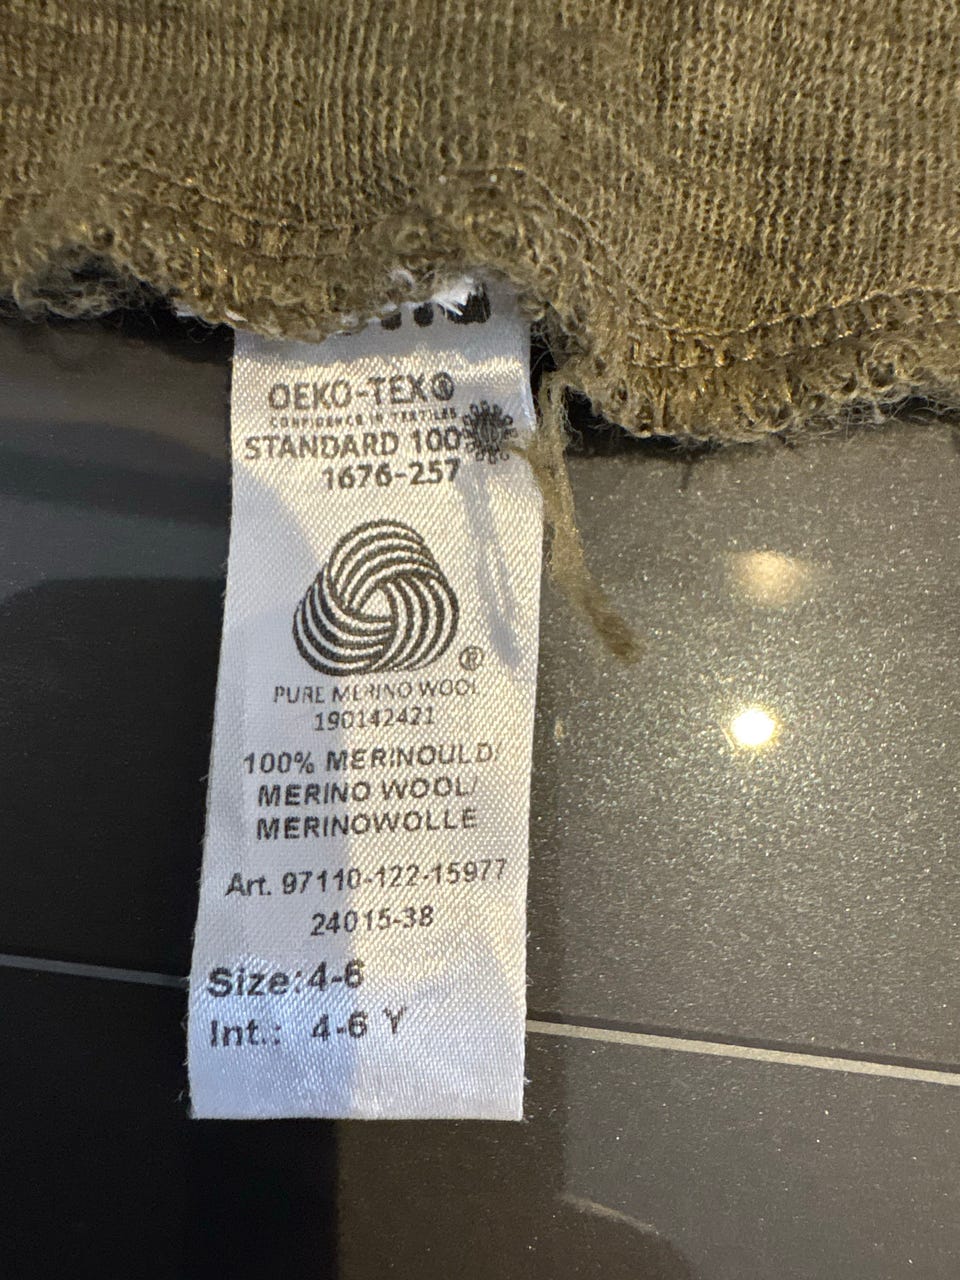 OEKO-TEX®
CONFIDENCE IN TEXTILES
STANDARD 100
1676-257
®
PURE MERINO WOOL
190142421
100% MERINOULD/
MERINO WOOL/
MERINOWOLLE
Art. 97110-122-15977
24015-38
Size:4-6
Int.: 4-6 Y